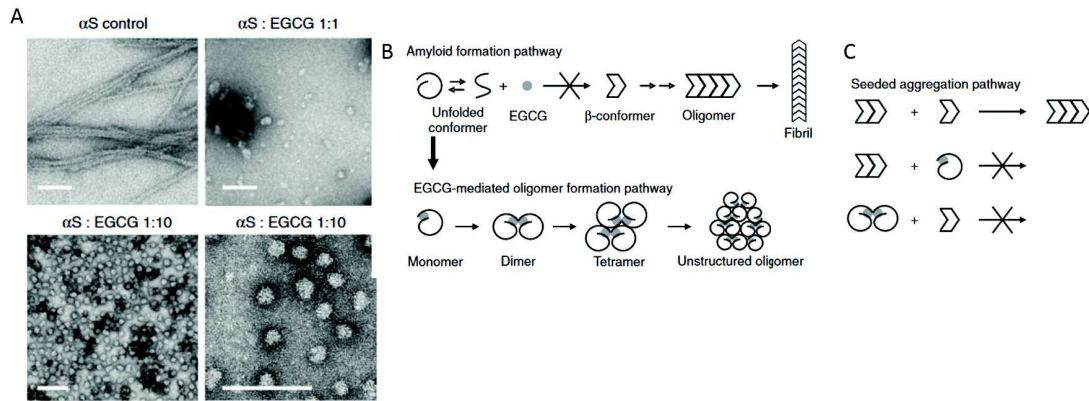 A
αS control
αS : EGCG 1:1
αS : EGCG 1:10
αS : EGCG 1:10
B
Amyloid formation pathway
+
Unfolded
conformer
EGCG
β-conformer
Oligomer
Fibril
EGCG-mediated oligomer formation pathway
Monomer
Dimer
Tetramer
Unstructured oligomer
C
Seeded aggregation pathway
+
+
+